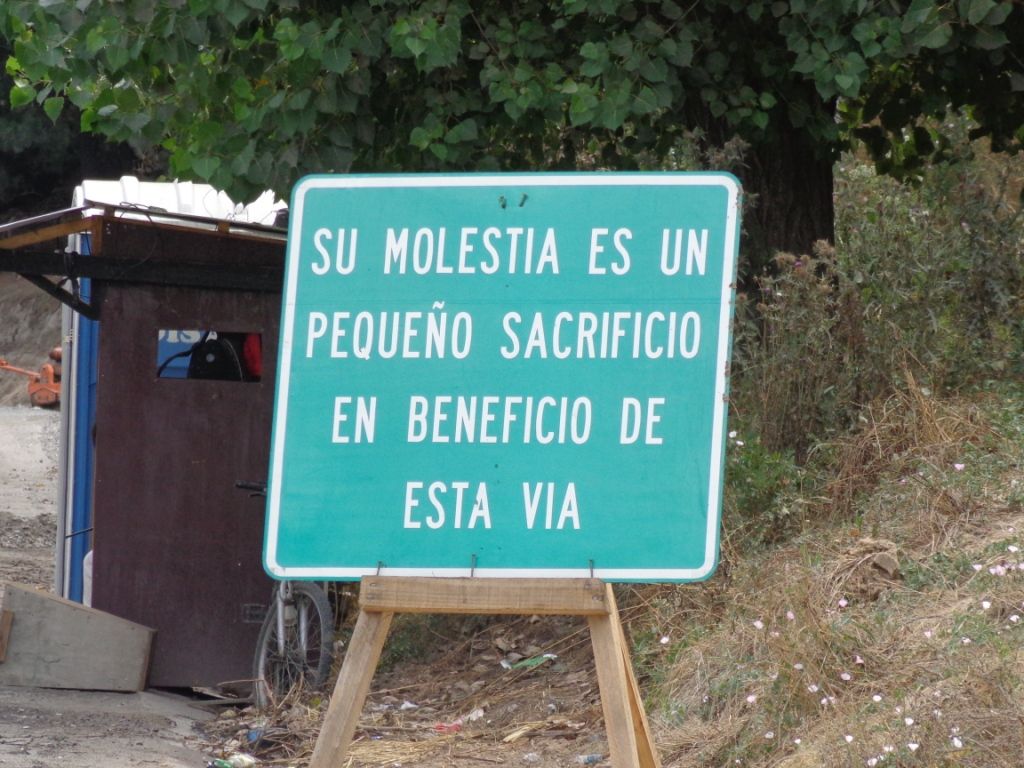 SU MOLESTIA ES UN
PEQUEÑO SACRIFICIO
EN BENEFICIO DE
ESTA VIA